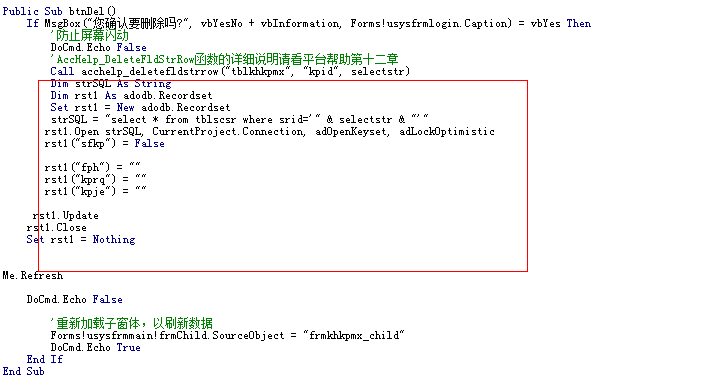 Public Sub btnDel()
    If MsgBox("您确认要删除吗?", vbYesNo + vbInformation, Forms!usysfrmlogin.Caption) = vbYes Then
        '防止屏幕闪动
        DoCmd.Echo False
        'AccHelp_DeleteFldStrRow函数的详细说明请看平台帮助第十二章
        Call acchelp_deletefldstrrow("tblkhkpmx", "kpid", selectstr)
        Dim strSQL As String
        Dim rst1 As adodb.Recordset
        Set rst1 = New adodb.Recordset
        strSQL = "select * from tblscsr where srid='" & selectstr & "'"
       rst1.Open strSQL, CurrentProject.Connection, adOpenKeyset, adLockOptimistic
       rst1("sfkp") = False
       rst1("fph") = ""
       rst1("kprq") = ""
       rst1("kpje") = ""
     rst1.Update
    rst1.Close
    Set rst1 = Nothing
Me.Refresh
    DoCmd.Echo False
        '重新加载子窗体，以刷新数据
        Forms!usysfrmmain!frmChild.SourceObject = "frmkhkpmx_child"
        DoCmd.Echo True
    End If
End Sub